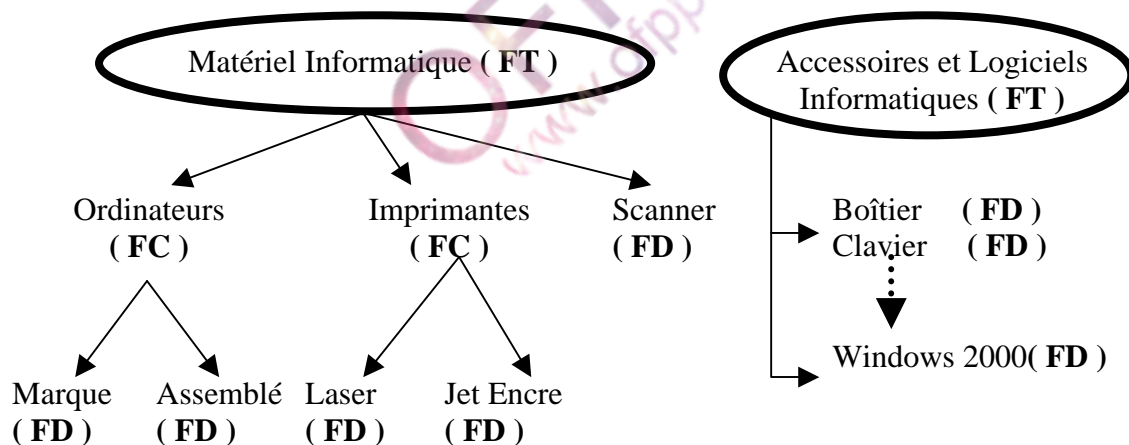 Matériel Informatique ( FT )
Accessoires et Logiciels
Informatiques ( FT )
Ordinateurs
( FC )
Imprimantes
( FC )
Scanner
( FD )
Boîtier ( FD )
Clavier ( FD )
Windows 2000( FD )
Marque
( FD )
Assemblé
( FD )
Laser
( FD )
Jet Encre
( FD )